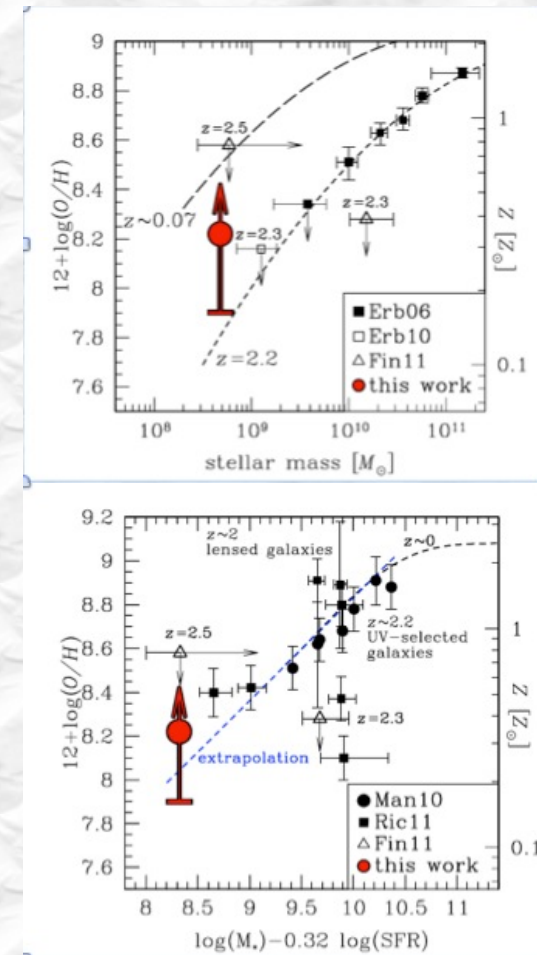 9
8.8
8.6
8.4
8.2
8
7.8
7.6
12+log(O/H)
z=2.5
z~0.07
z=2.3
z=2.3
z=2.2
1
0.1
Z [Z⊙]
■ Erb06
□ Erb10
△ Fin11
● this work
10⁸ 10⁹ 10¹⁰ 10¹¹
stellar mass [M⊙]
9.2
9
8.8
8.6
8.4
8.2
8
7.8
7.6
12+log(O/H)
z~2
lensed galaxies
z~0
z~2.2
UV-selected
galaxies
z=2.5
z=2.3
extrapolation
1
0.1
Z [Z⊙]
● Man10
■ Ric11
△ Fin11
● this work
8 8.5 9 9.5 10 10.5 11
log(M⋆)−0.32 log(SFR)